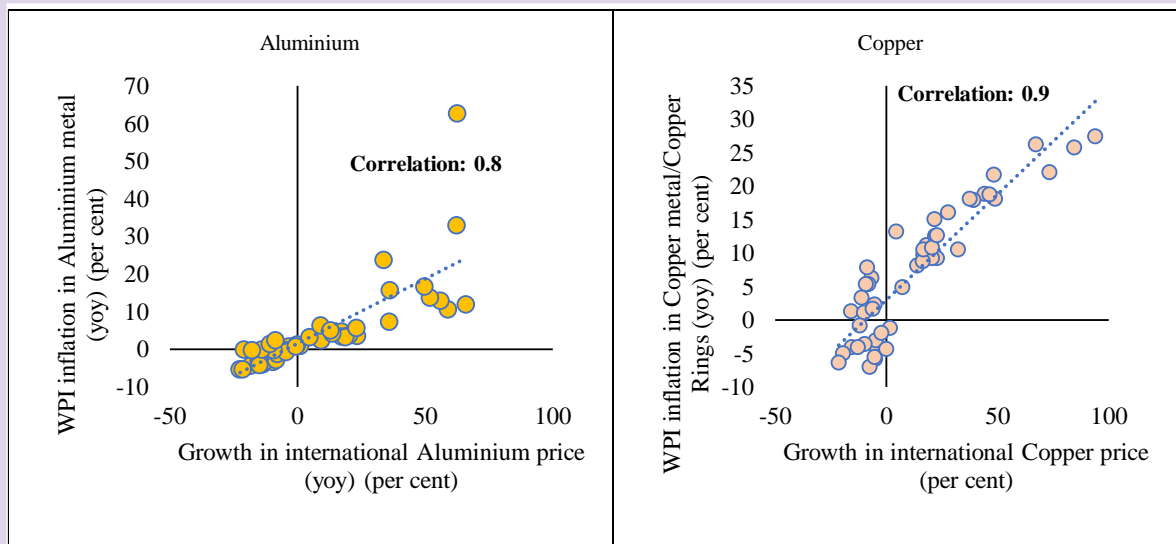 Aluminium
WPI inflation in Aluminium metal
(yoy) (per cent)
70
60
50
40
30
20
10
0
-10
Correlation: 0.8
-50
0
50
100
Growth in international Aluminium price
(yoy) (per cent)
Copper
WPI inflation in Copper metal/Copper
Rings (yoy) (per cent)
35
30
25
20
15
10
5
0
-5
-10
Correlation: 0.9
-50
0
50
100
Growth in international Copper price
(per cent)